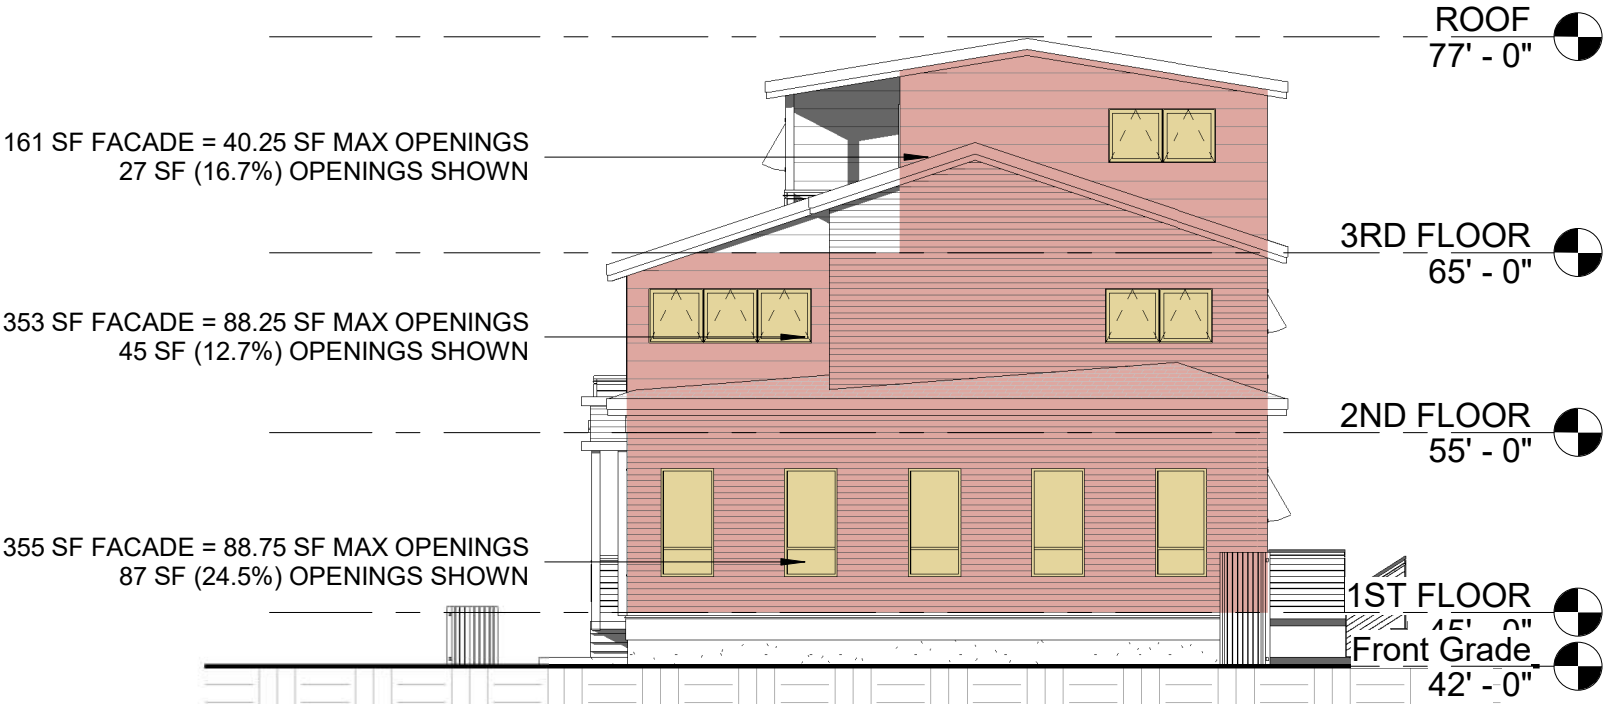 ROOF
77' - 0"
161 SF FACADE = 40.25 SF MAX OPENINGS
27 SF (16.7%) OPENINGS SHOWN
3RD FLOOR
65' - 0"
353 SF FACADE = 88.25 SF MAX OPENINGS
45 SF (12.7%) OPENINGS SHOWN
2ND FLOOR
55' - 0"
355 SF FACADE = 88.75 SF MAX OPENINGS
87 SF (24.5%) OPENINGS SHOWN
1ST FLOOR
45' - 0"
Front Grade
42' - 0"